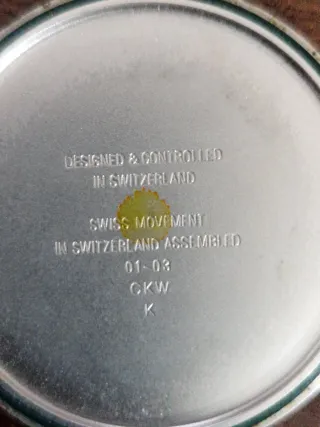 DESIGNED & CONTROLLED
IN SWITZERLAND
SWISS MOVEMENT
IN SWITZERLAND ASSEMBLED
01-03
CKW
K